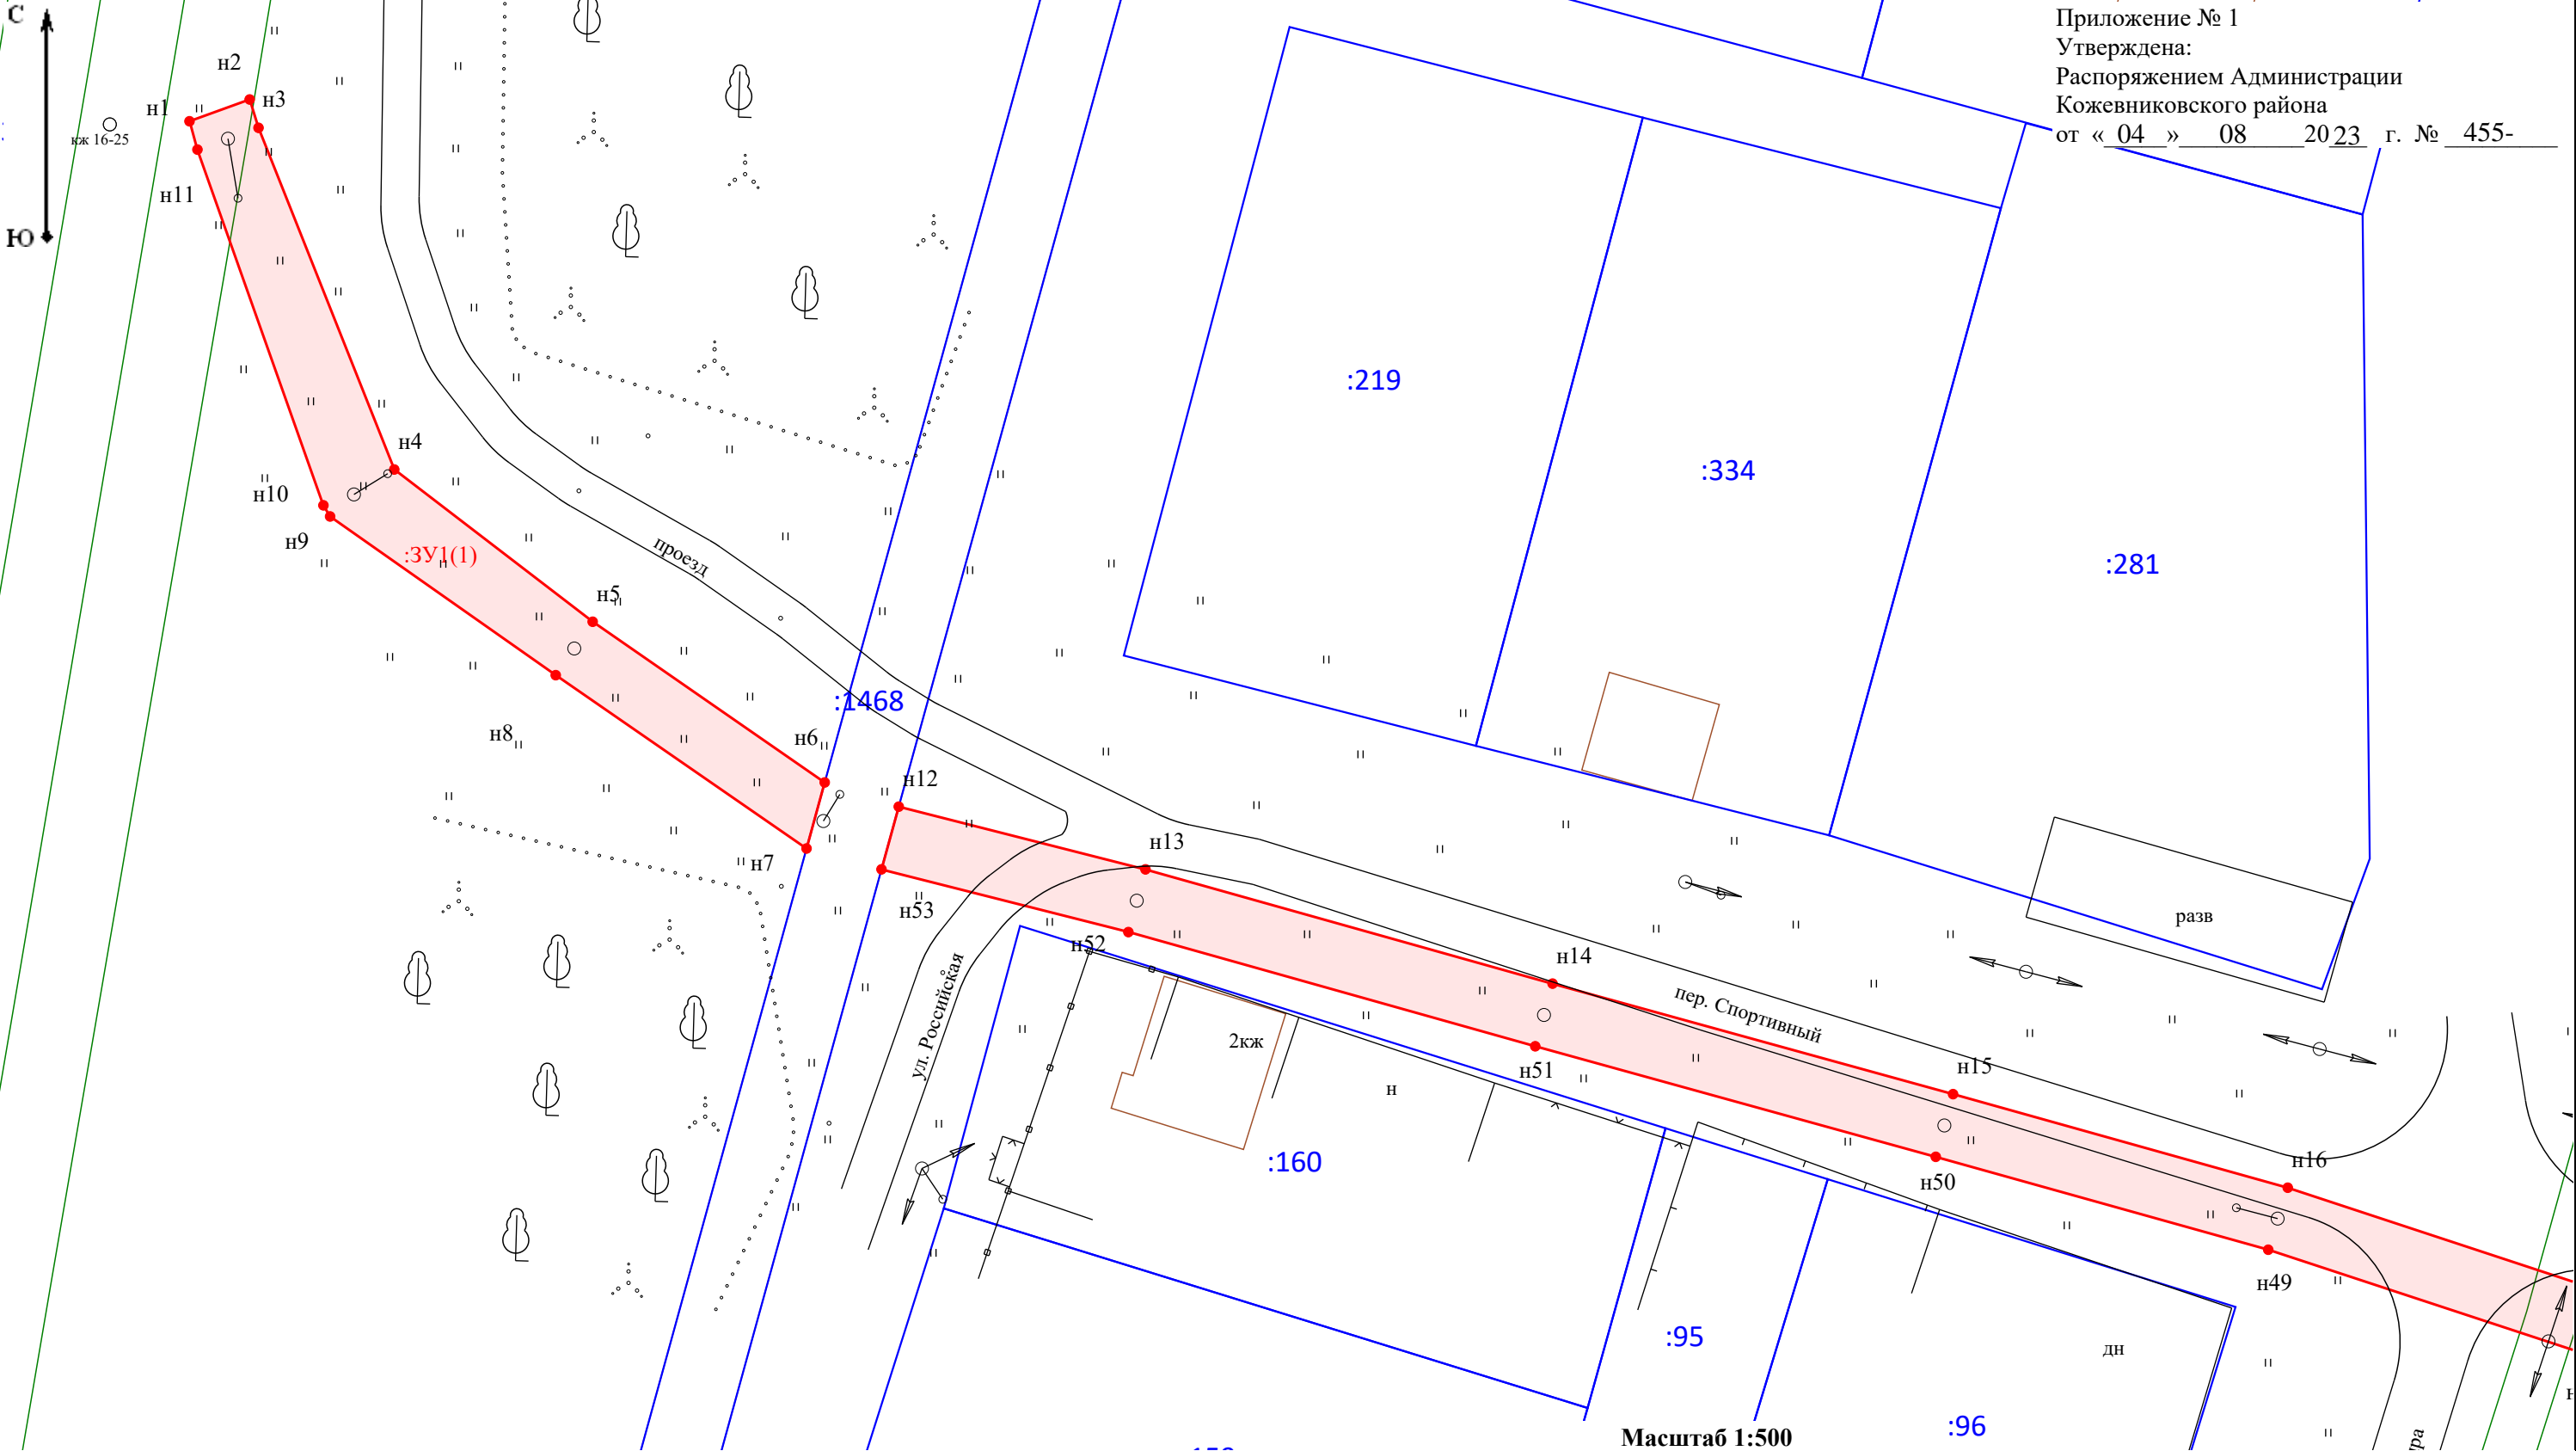 С
Ю
Приложение № 1
Утверждена:
Распоряжением Администрации
Кожевниковского района
от «04» 08 2023 г. № 455-
н2
н1
н3
кж 16-25
н11
:219
н4
:334
н10
н9
:ЗУ1(1)
проезд
:281
н5
:1468
н8
н6
н12
н13
н7
н53
разв
н52
н14
ул. Российская
пер. Спортивный
2кж
н51
н15
н
:160
н16
н50
н49
:95
дн
:96
Масштаб 1:500